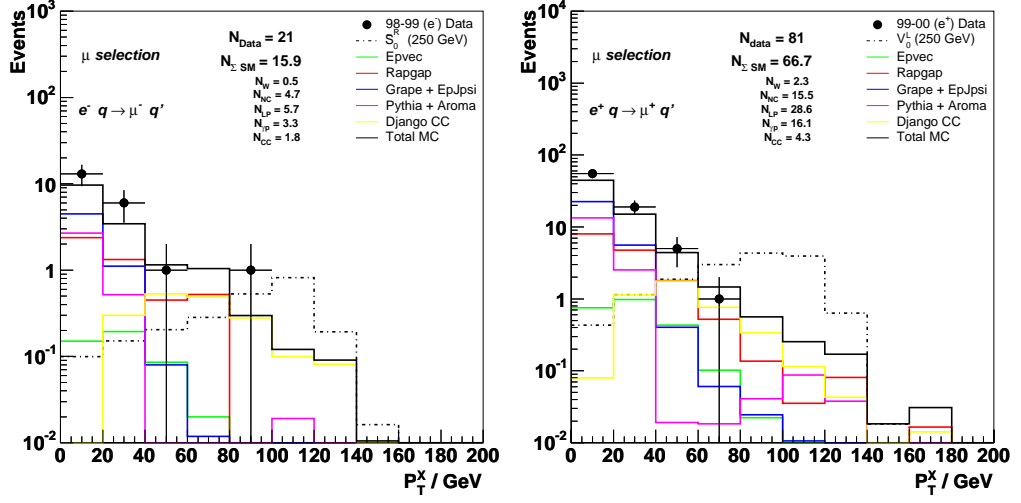 Events
10³
10²
10
1
10⁻¹
10⁻²
μ selection
e⁻ q → μ⁻ q'
N_Data = 21
N_Σ SM = 15.9
N_W = 0.5
N_NC = 4.7
N_LP = 5.7
N_γp = 3.3
N_CC = 1.8
98-99 (e⁻) Data
S₀ᴿ (250 GeV)
Epvec
Rapgap
Grape + EpJpsi
Pythia + Aroma
Django CC
Total MC
0 20 40 60 80 100 120 140 160 180 200
P_T^X / GeV
Events
10⁴
10³
10²
10
1
10⁻¹
10⁻²
μ selection
e⁺ q → μ⁺ q'
N_data = 81
N_Σ SM = 66.7
N_W = 2.3
N_NC = 15.5
N_LP = 28.6
N_γp = 16.1
N_CC = 4.3
99-00 (e⁺) Data
V₀ᴸ (250 GeV)
Epvec
Rapgap
Grape + EpJpsi
Pythia + Aroma
Django CC
Total MC
0 20 40 60 80 100 120 140 160 180 200
P_T^X / GeV